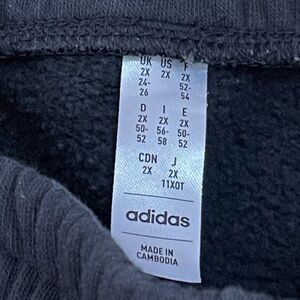 UK US F
2X 2X 2X
24- 52-
26 54
D I E
2X 2X 2X
50- 56- 50-
52 58 52
CDN J
2X 2X
11XOT
adidas
MADE IN
CAMBODIA